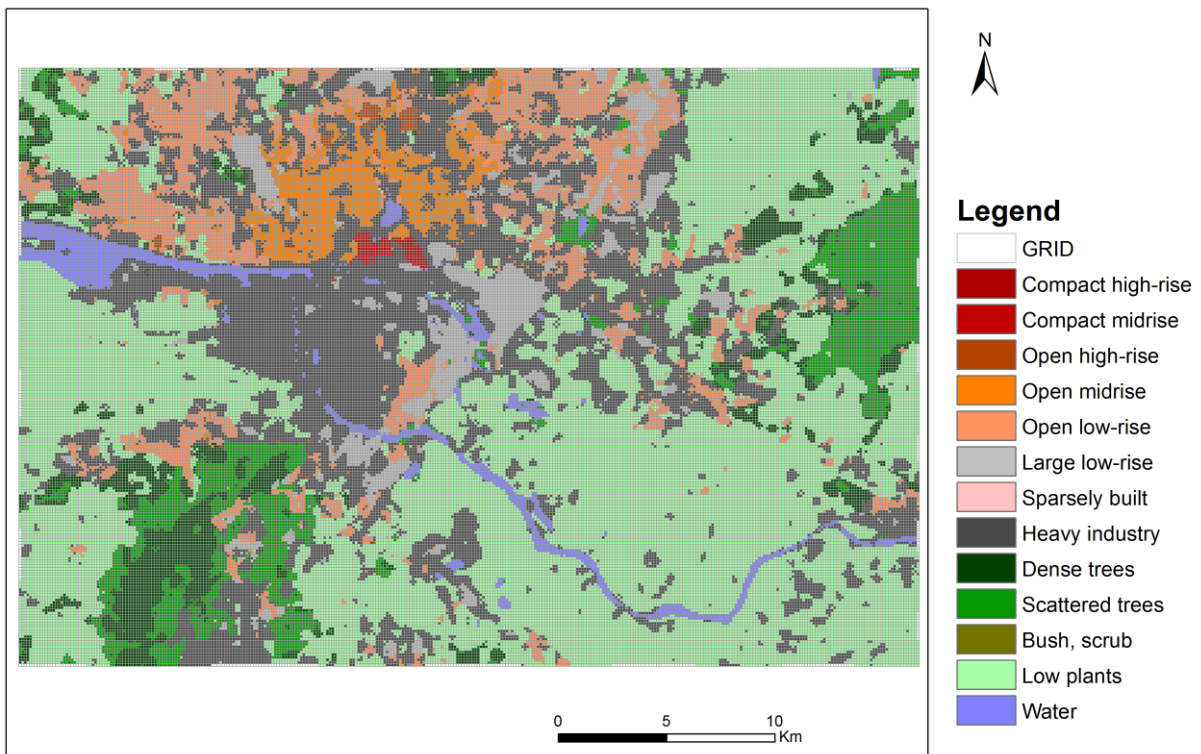 N
Legend
GRID
Compact high-rise
Compact midrise
Open high-rise
Open midrise
Open low-rise
Large low-rise
Sparsely built
Heavy industry
Dense trees
Scattered trees
Bush, scrub
Low plants
Water
0 5 10
Km